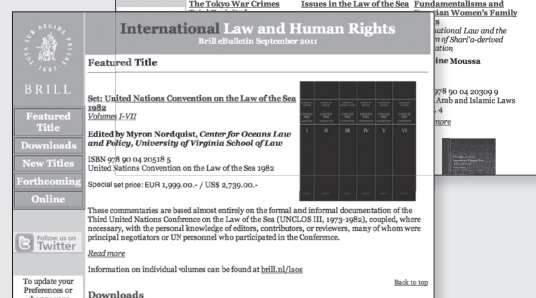 The Tokyo War Crimes
Issues in the Law of the Sea
Fundamentalisms and
Women's Family
ational Law and the
m of Shari'a-derived
ation
ine Moussa
978 90 04 20309 9
Arab and Islamic Laws
, 4
more
BRILL
Featured
Title
Downloads
New Titles
Forthcoming
Online
Follow us on
Twitter
To update your
Preferences or
International Law and Human Rights
Brill eBulletin September 2011
Featured Title
Set: United Nations Convention on the Law of the Sea
1982
Volumes I-VII
Edited by Myron Nordquist, Center for Oceans Law
and Policy, University of Virginia School of Law
ISBN 978 90 04 20518 5
United Nations Convention on the Law of the Sea 1982
Special set price: EUR 1,999.00.- / US$ 2,739.00.-
I II III IV V VI
These commentaries are based almost entirely on the formal and informal documentation of the
Third United Nations Conference on the Law of the Sea (UNCLOS III, 1973-1982), coupled, where
necessary, with the personal knowledge of editors, contributors, or reviewers, many of whom were
principal negotiators or UN personnel who participated in the Conference.
Read more
Information on individual volumes can be found at brill.nl/laos
Back to top
Downloads